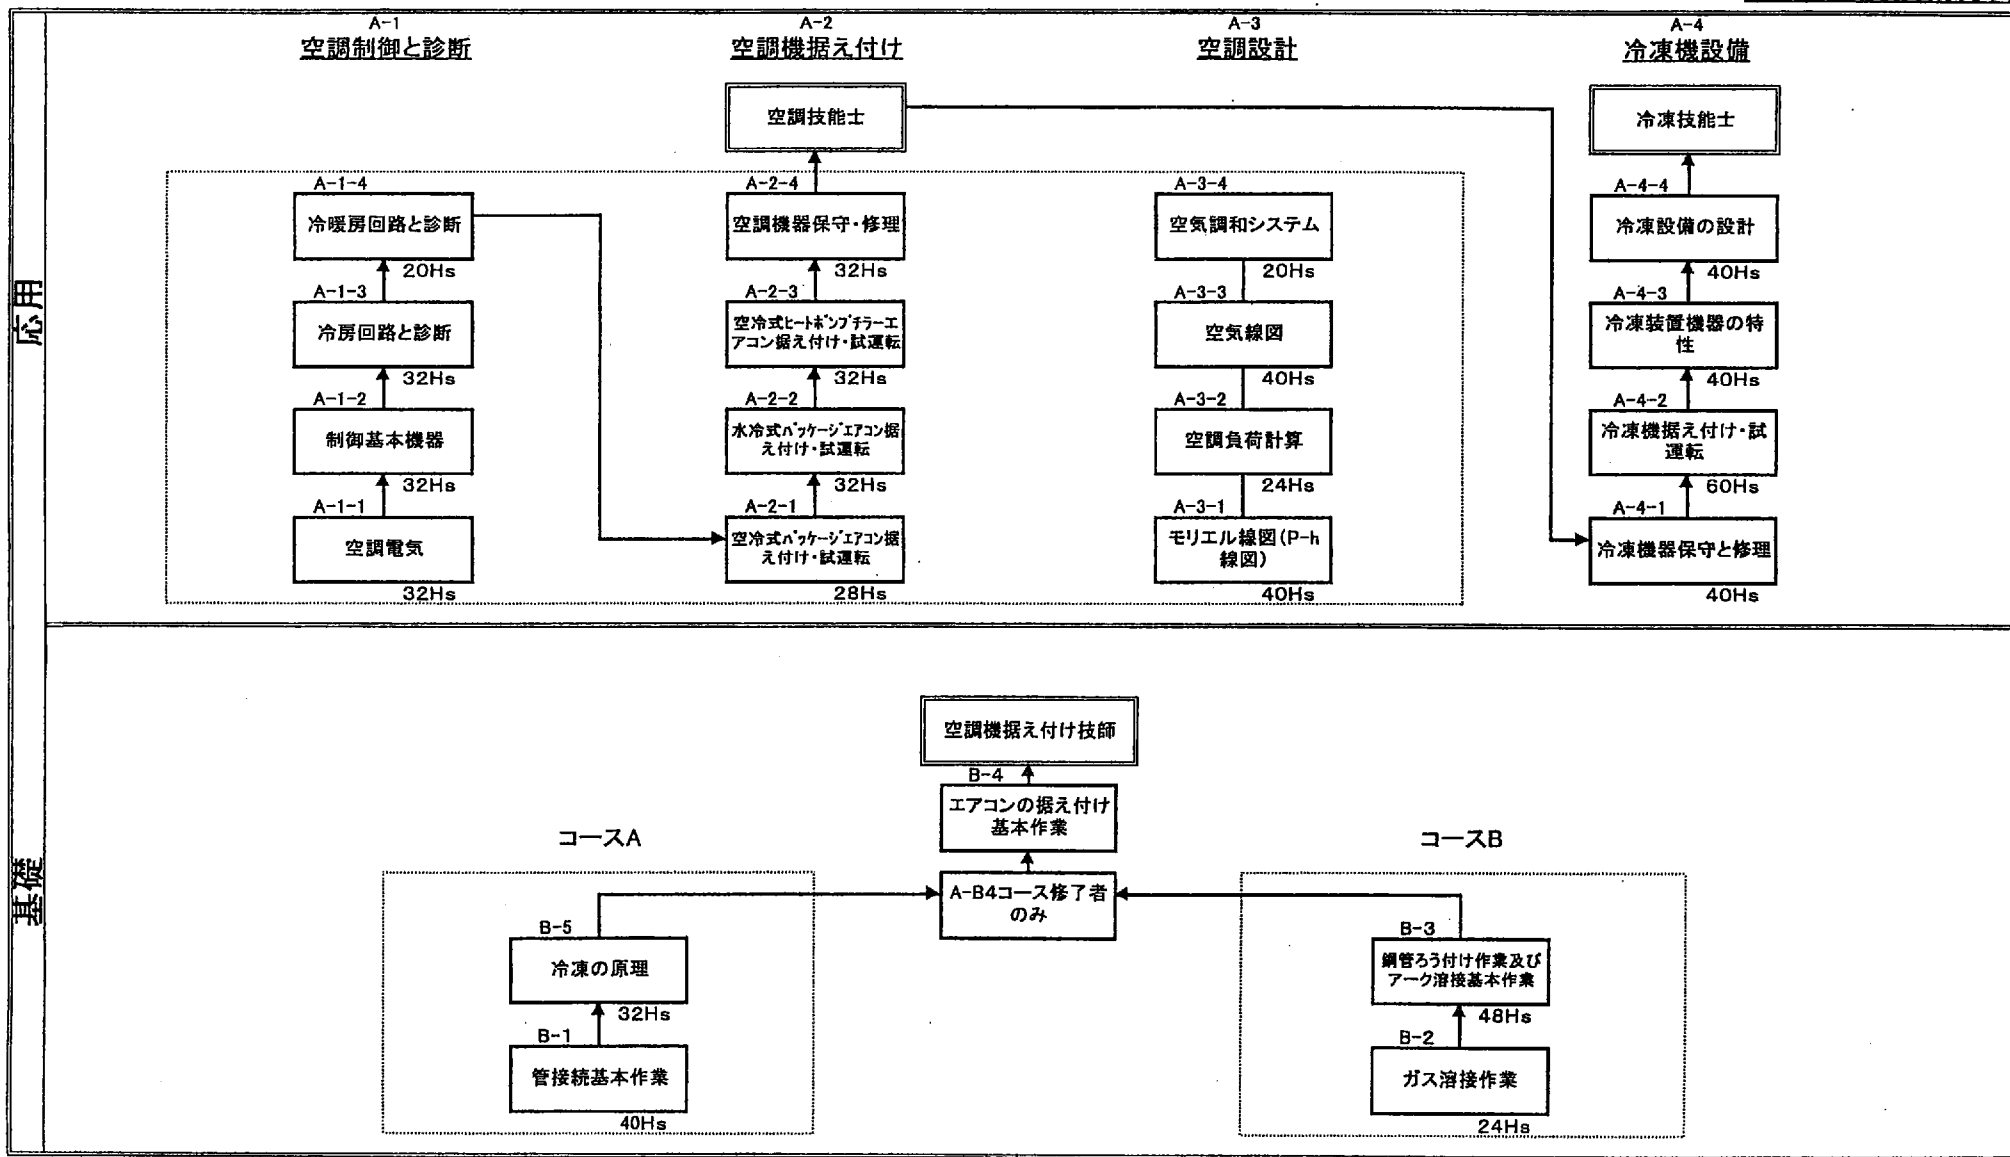 A-1
空調制御と診断
A-2
空調機据え付け
A-3
空調設計
A-4
冷凍機設備
応用
空調技能士
冷凍技能士
A-1-4
冷暖房回路と診断
20Hs
A-1-3
冷房回路と診断
32Hs
A-1-2
制御基本機器
32Hs
A-1-1
空調電気
32Hs
A-2-4
空調機器保守・修理
32Hs
A-2-3
空冷式ヒートポンプチラーエ
アコン据え付け・試運転
32Hs
A-2-2
水冷式パッケージエアコン据
え付け・試運転
32Hs
A-2-1
空冷式パッケージエアコン据
え付け・試運転
28Hs
A-3-4
空気調和システム
20Hs
A-3-3
空気線図
40Hs
A-3-2
空調負荷計算
24Hs
A-3-1
モリエル線図(P-h
線図)
40Hs
A-4-4
冷凍設備の設計
40Hs
A-4-3
冷凍装置機器の特
性
40Hs
A-4-2
冷凍機据え付け・試
運転
60Hs
A-4-1
冷凍機器保守と修理
40Hs
基礎
空調機据え付け技師
B-4
エアコンの据え付け
基本作業
A-B4コース修了者
のみ
コースA
B-5
冷凍の原理
32Hs
B-1
管接続基本作業
40Hs
コースB
B-3
鋼管ろう付け作業及び
アーク溶接基本作業
48Hs
B-2
ガス溶接作業
24Hs